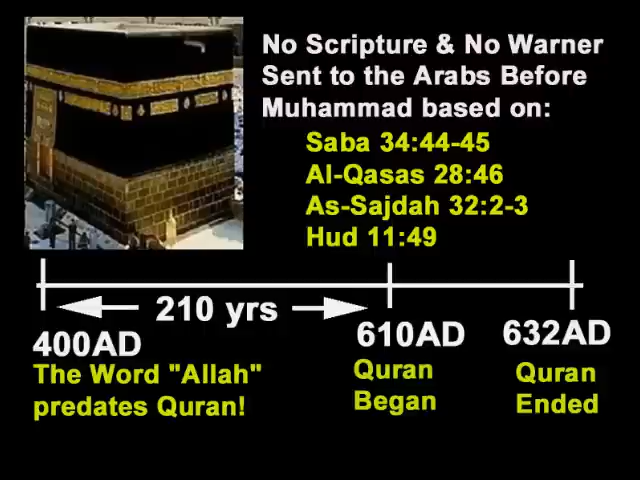 No Scripture & No Warner
Sent to the Arabs Before
Muhammad based on:
Saba 34:44-45
Al-Qasas 28:46
As-Sajdah 32:2-3
Hud 11:49
210 yrs
400AD
The Word "Allah"
predates Quran!
610AD
Quran
Began
632AD
Quran
Ended